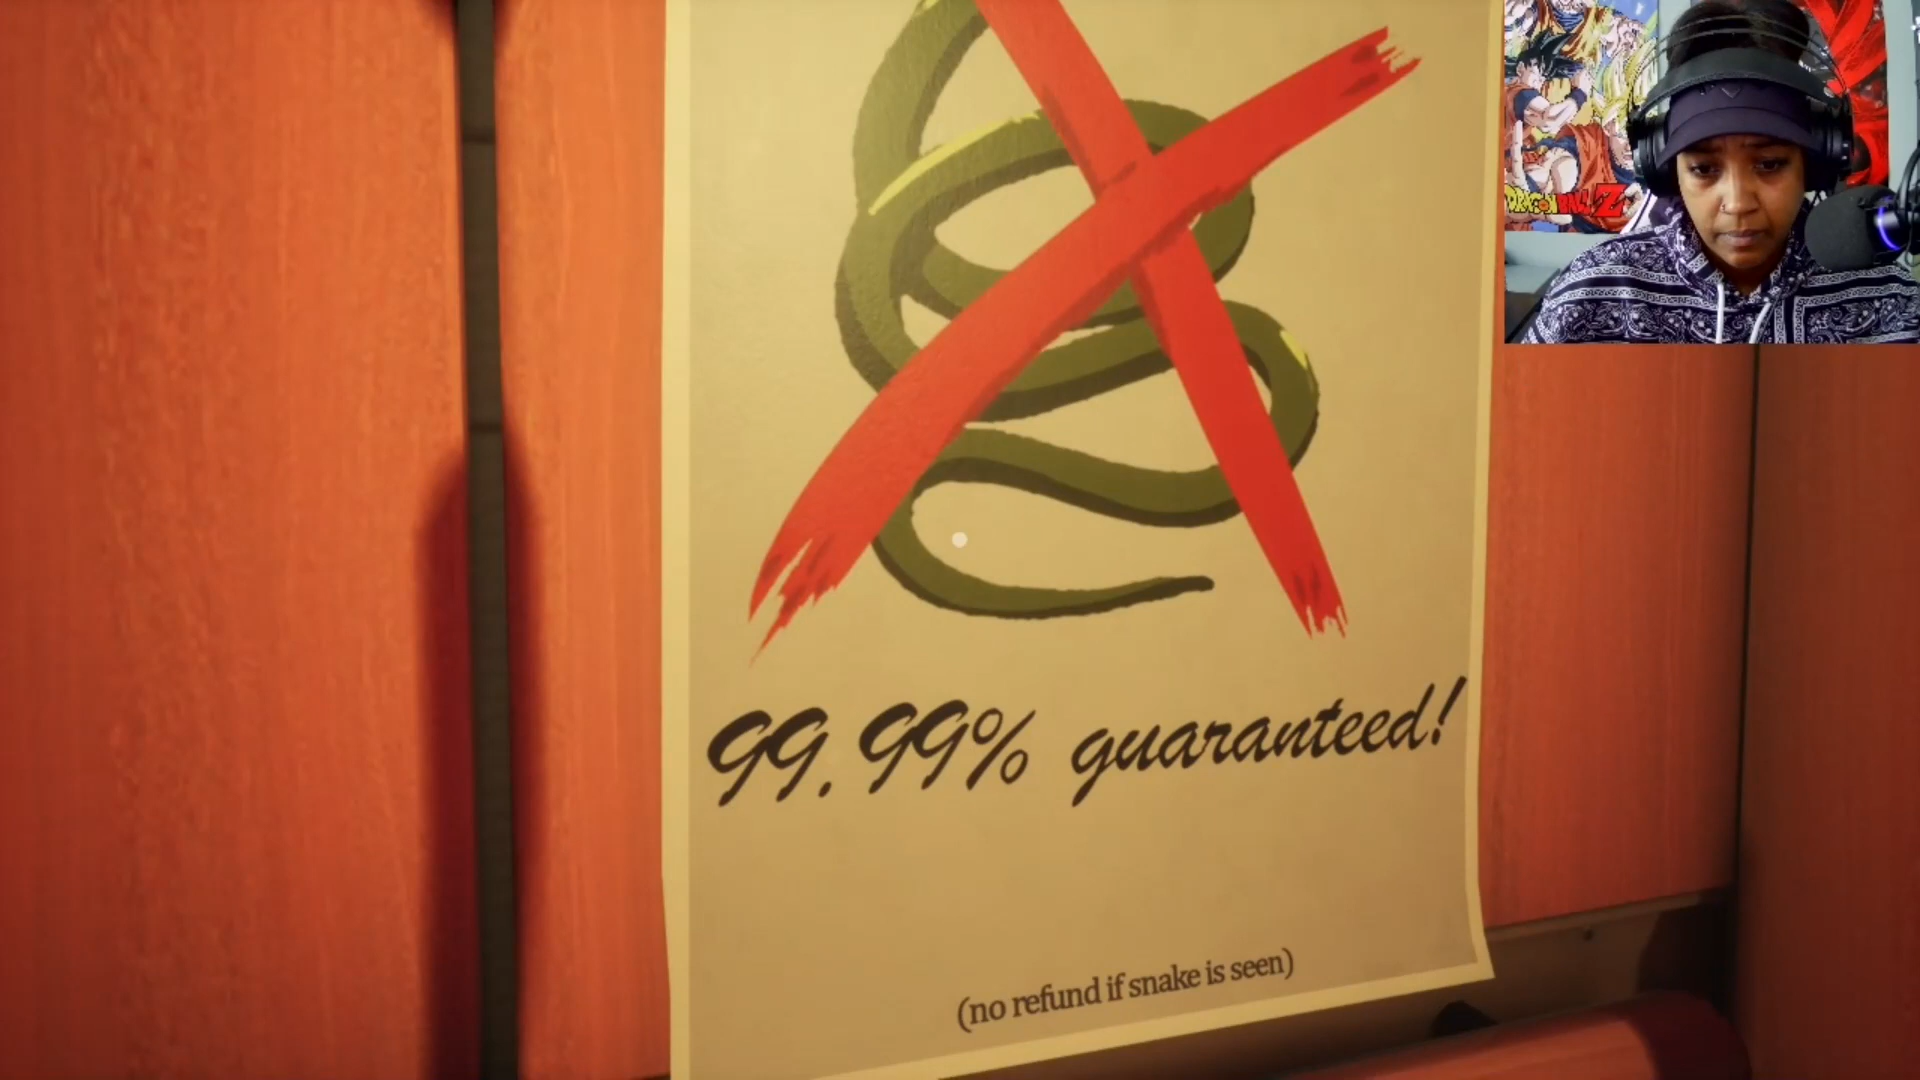 DRAGON BALL Z
99.99% guaranteed!
(no refund if snake is seen)